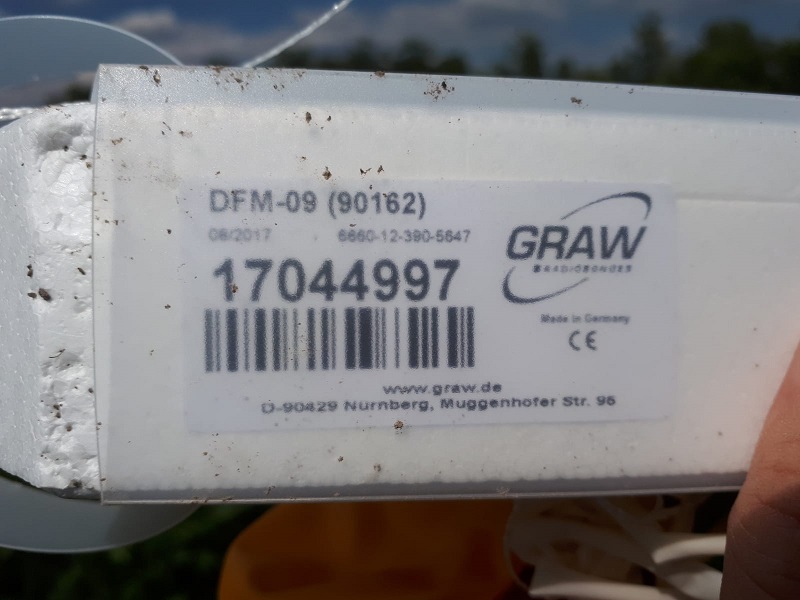 DFM-09 (90162)
08/2017 6660-12-390-5647
17044997
GRAW
RADIOSONDES
Made in Germany
CE
www.graw.de
D-90429 Nürnberg, Muggenhofer Str. 95